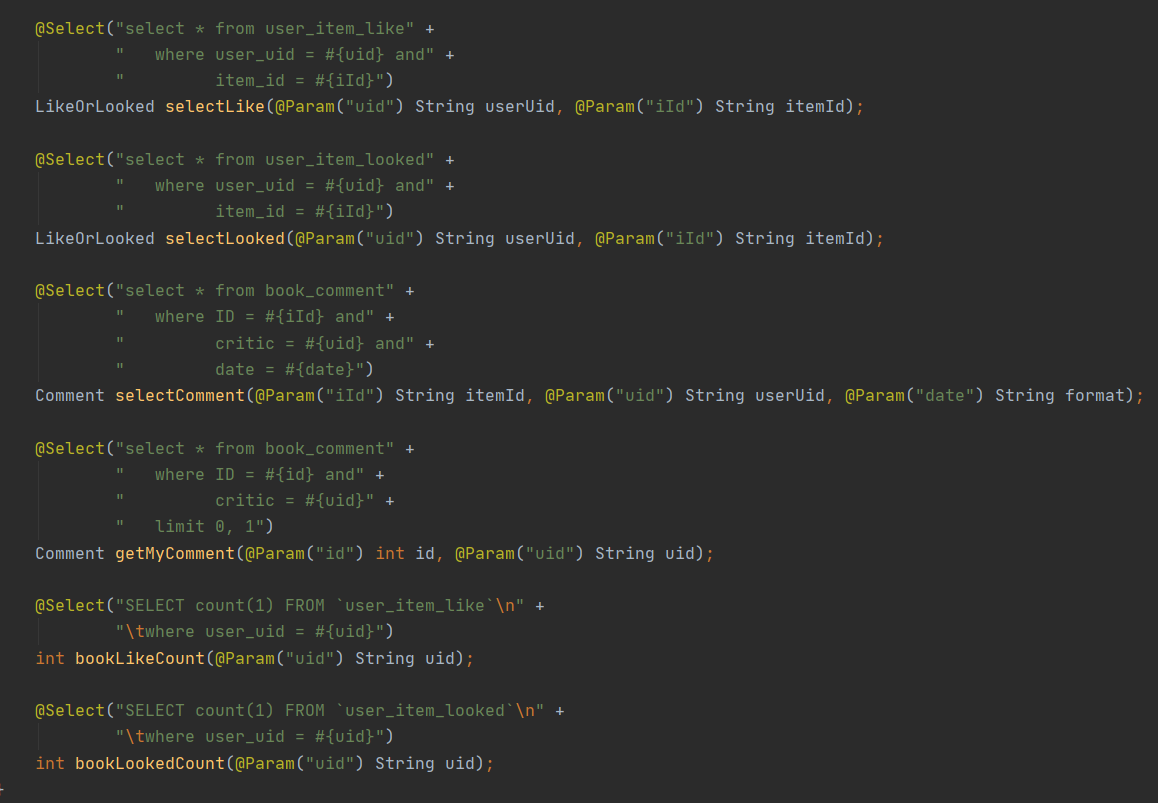 @Select("select * from user_item_like" +
"   where user_uid = #{uid} and" +
"         item_id = #{iId}")
LikeOrLooked selectLike(@Param("uid") String userUid, @Param("iId") String itemId);
@Select("select * from user_item_looked" +
"   where user_uid = #{uid} and" +
"         item_id = #{iId}")
LikeOrLooked selectLooked(@Param("uid") String userUid, @Param("iId") String itemId);
@Select("select * from book_comment" +
"   where ID = #{iId} and" +
"         critic = #{uid} and" +
"         date = #{date}")
Comment selectComment(@Param("iId") String itemId, @Param("uid") String userUid, @Param("date") String format);
@Select("select * from book_comment" +
"   where ID = #{id} and" +
"         critic = #{uid}" +
"   limit 0, 1")
Comment getMyComment(@Param("id") int id, @Param("uid") String uid);
@Select("SELECT count(1) FROM `user_item_like`\n" +
"\twhere user_uid = #{uid}")
int bookLikeCount(@Param("uid") String uid);
@Select("SELECT count(1) FROM `user_item_looked`\n" +
"\twhere user_uid = #{uid}")
int bookLookedCount(@Param("uid") String uid);